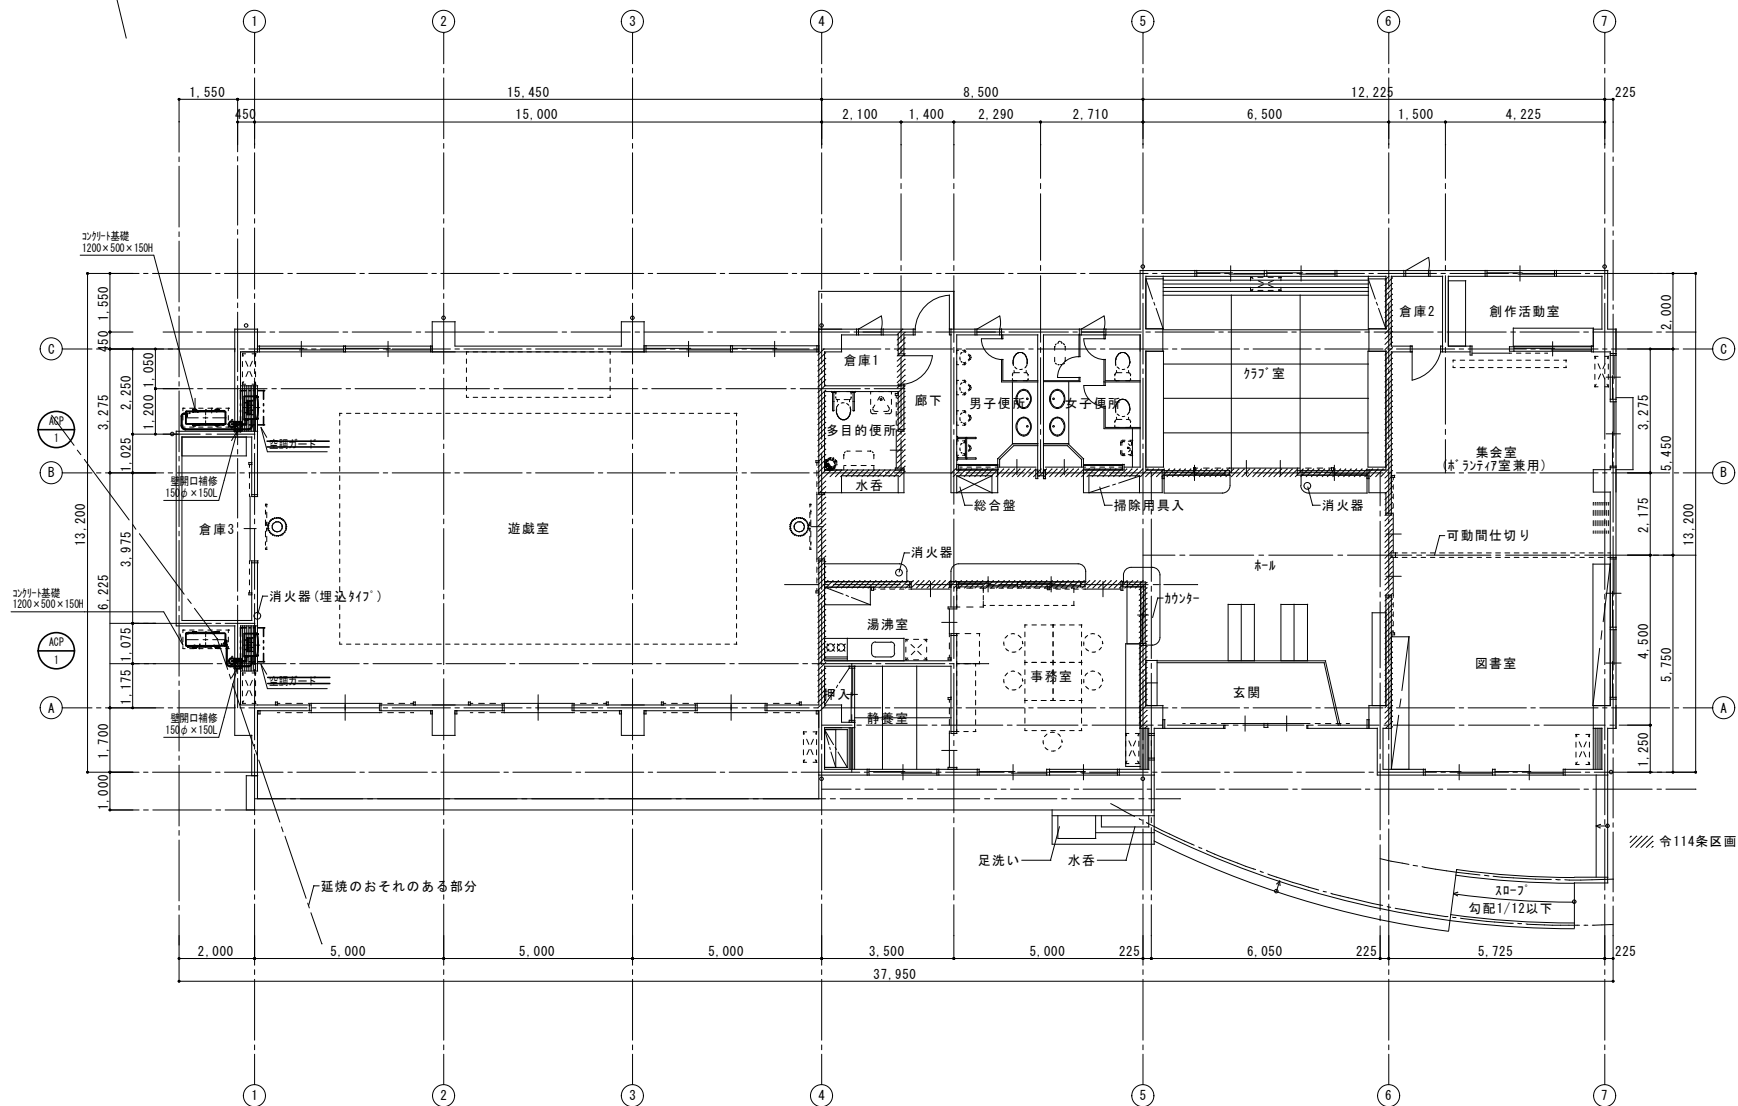 1 2 3 4 5 6 7
1,550 15,450 8,500 12,225 225
450 15,000 2,100 1,400 2,290 2,710 6,500 1,500 4,225
コンクリート基礎
1200×500×150H
1,550
450
2,000
倉庫2 創作活動室
C C
倉庫1
1,050
2,250
3,275
1,200
クラブ室
廊下 男子便所 女子便所
3,275
5,450
ACP
1
多目的便所
空調ガード
1,025
集会室
(ボランティア室兼用)
B B
壁開口補修
150φ×150L
水呑
総合盤 掃除用具入 消火器
13,200
倉庫3
3,975
遊戯室
2,175
13,200
可動間仕切り
消火器
ホール
コンクリート基礎
1200×500×150H
6,225
消火器(埋込タイプ)
カウンター
湯沸室
ACP
1
1,075
4,500
5,750
図書室
事務室
空調ガード
1,175
押入
玄関
A A
静養室
壁開口補修
150φ×150L
1,700
1,250
1,000
令114条区画
足洗い 水呑
延焼のおそれのある部分
スロープ
勾配1/12以下
2,000 5,000 5,000 5,000 3,500 5,000 225 6,050 225 5,725 225
37,950
1 2 3 4 5 6 7